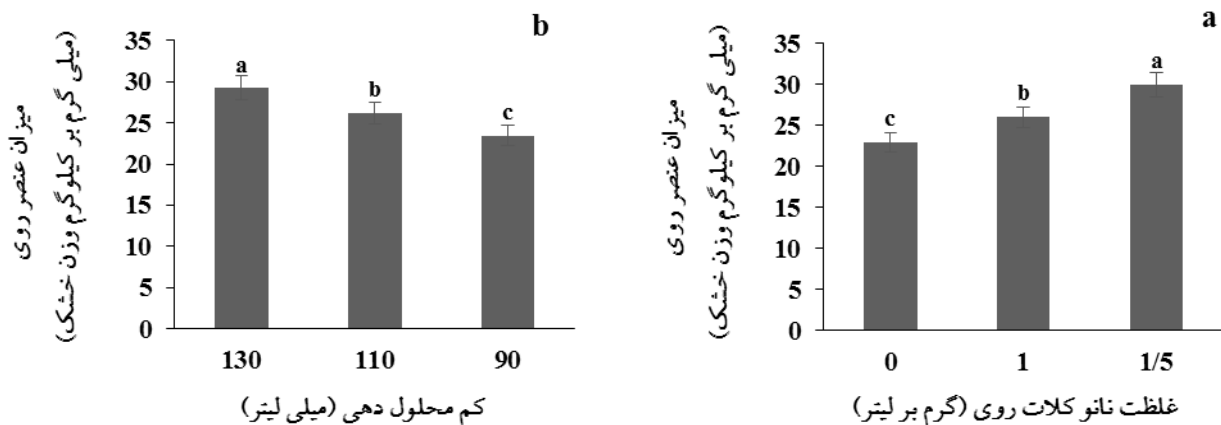 b
35
30
25
20
15
10
5
0
a
b
c
130
110
90
میزان عنصر روی
(میلی گرم بر کیلوگرم وزن خشک)
کم محلول دهی (میلی لیتر)
a
35
30
25
20
15
10
5
0
c
b
a
0
1
1/5
میزان عنصر روی
(میلی گرم بر کیلوگرم وزن خشک)
غلظت نانو کلات روی (گرم بر لیتر)